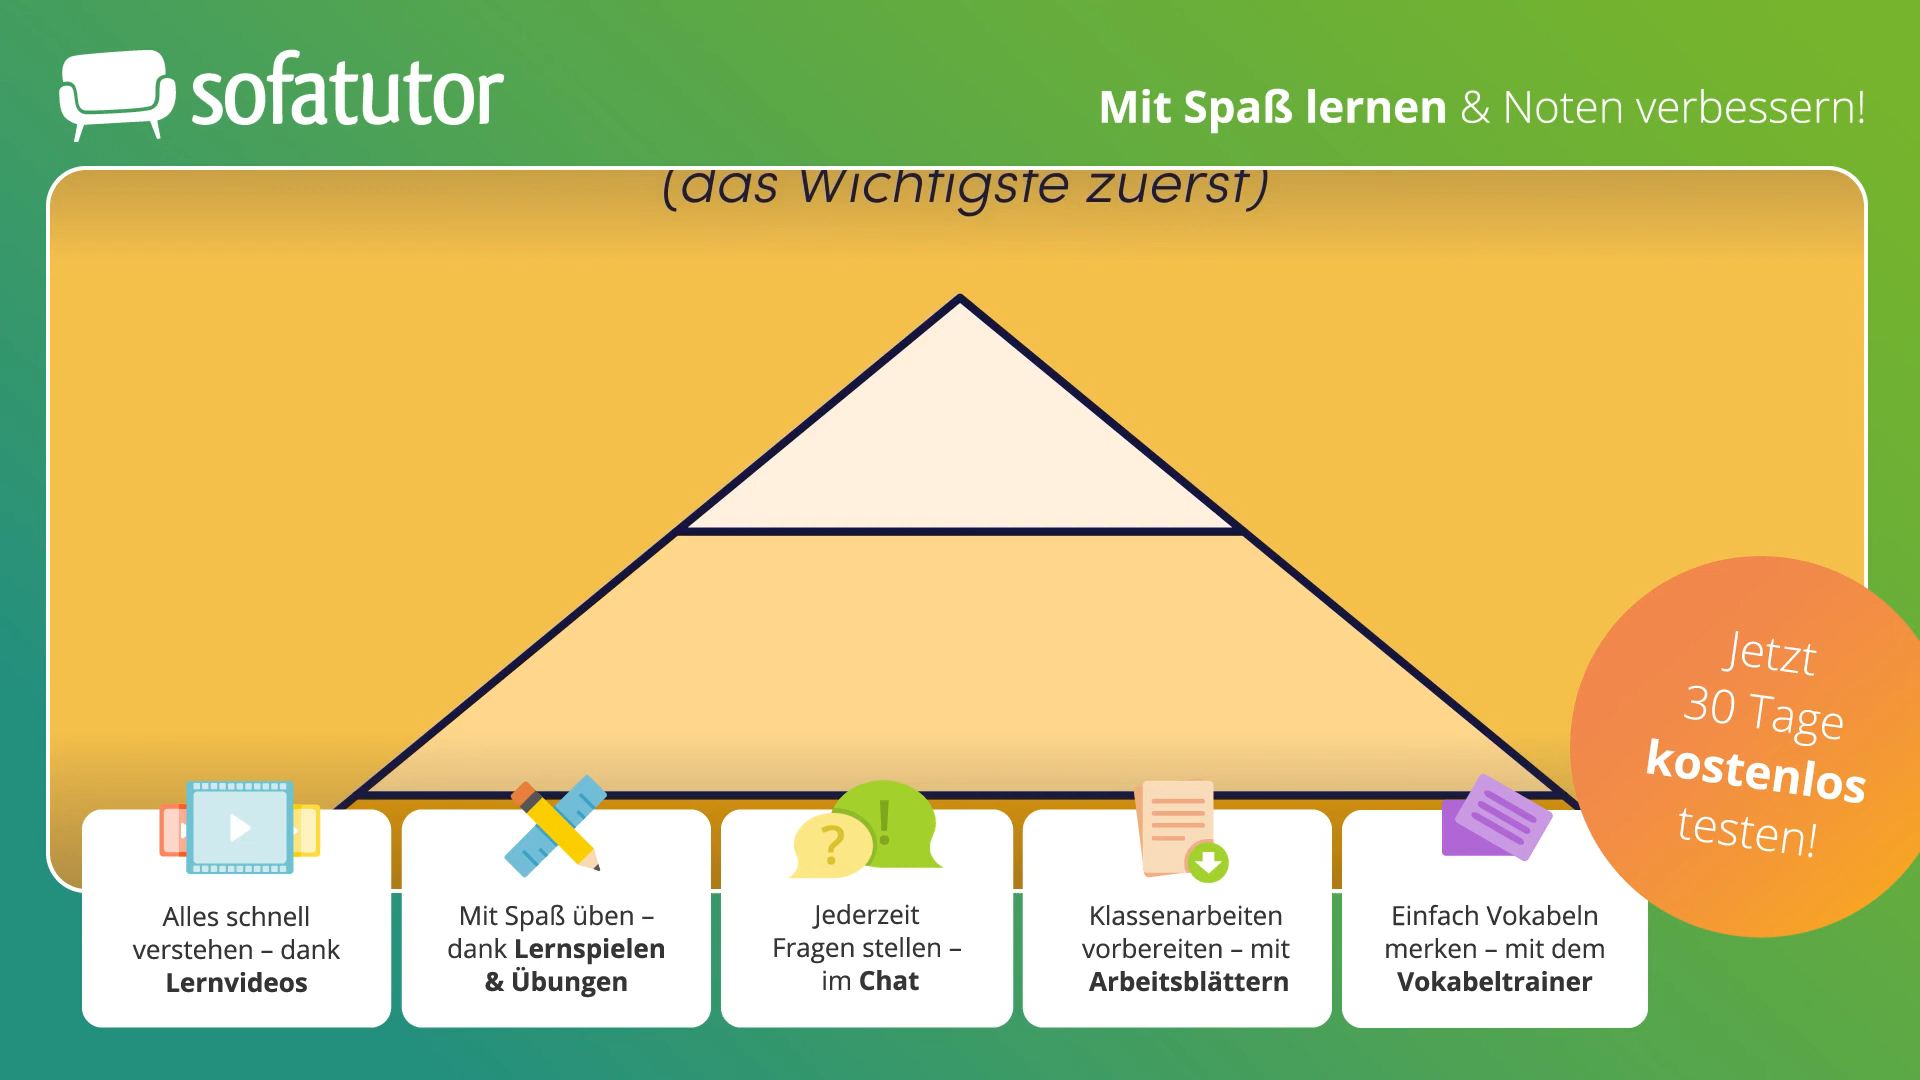 sofatutor
Mit Spaß lernen & Noten verbessern!
(das Wichtigste zuerst)
Jetzt
30 Tage
kostenlos
testen!
?
!
Alles schnell
verstehen – dank
Lernvideos
Mit Spaß üben –
dank Lernspielen
& Übungen
Jederzeit
Fragen stellen –
im Chat
Klassenarbeiten
vorbereiten – mit
Arbeitsblättern
Einfach Vokabeln
merken – mit dem
Vokabeltrainer